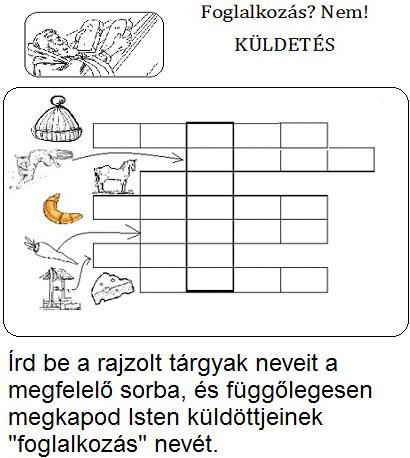 Foglalkozás? Nem!
KÜLDETÉS
Írd be a rajzolt tárgyak neveit a
megfelelő sorba, és függőlegesen
megkapod Isten küldöttjeinek
"foglalkozás" nevét.